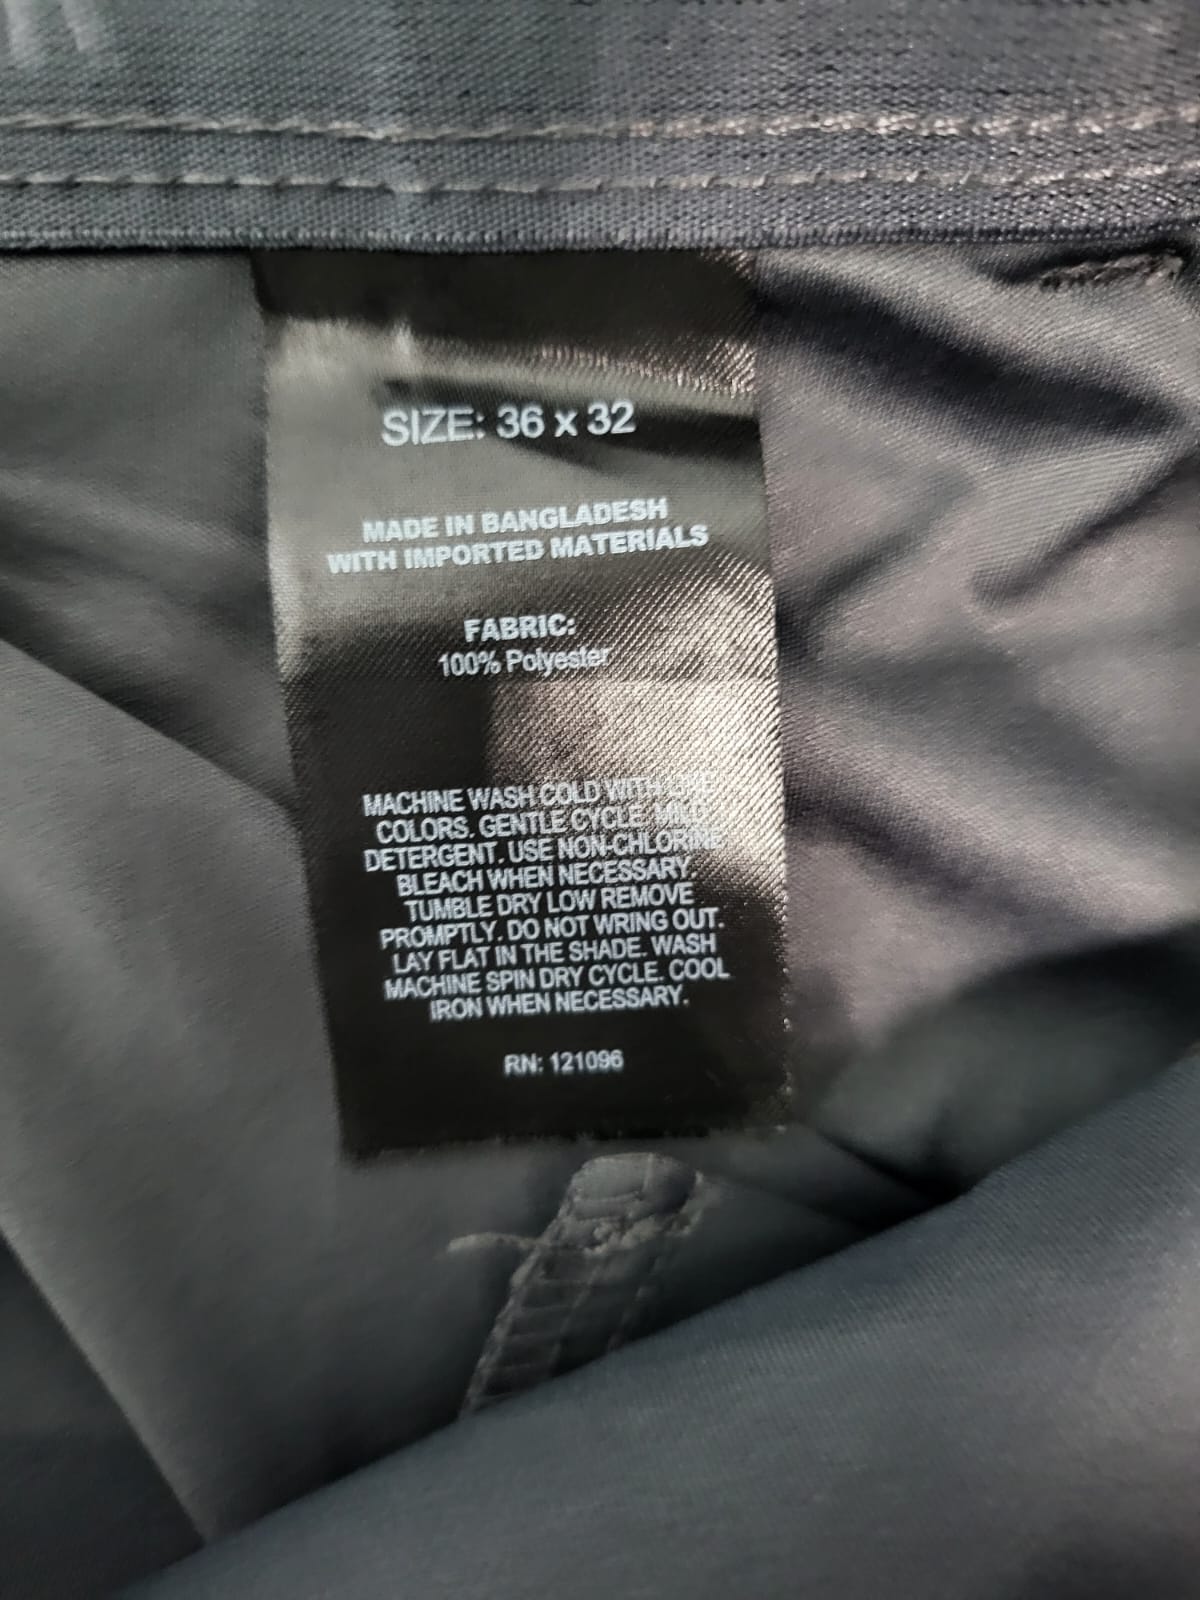 SIZE: 36 x 32
MADE IN BANGLADESH
WITH IMPORTED MATERIALS
FABRIC:
100% Polyester
MACHINE WASH COLD WITH LIKE
COLORS. GENTLE CYCLE. MILD
DETERGENT. USE NON-CHLORINE
BLEACH WHEN NECESSARY.
TUMBLE DRY LOW REMOVE
PROMPTLY. DO NOT WRING OUT.
LAY FLAT IN THE SHADE. WASH
MACHINE SPIN DRY CYCLE. COOL
IRON WHEN NECESSARY.
RN: 121096